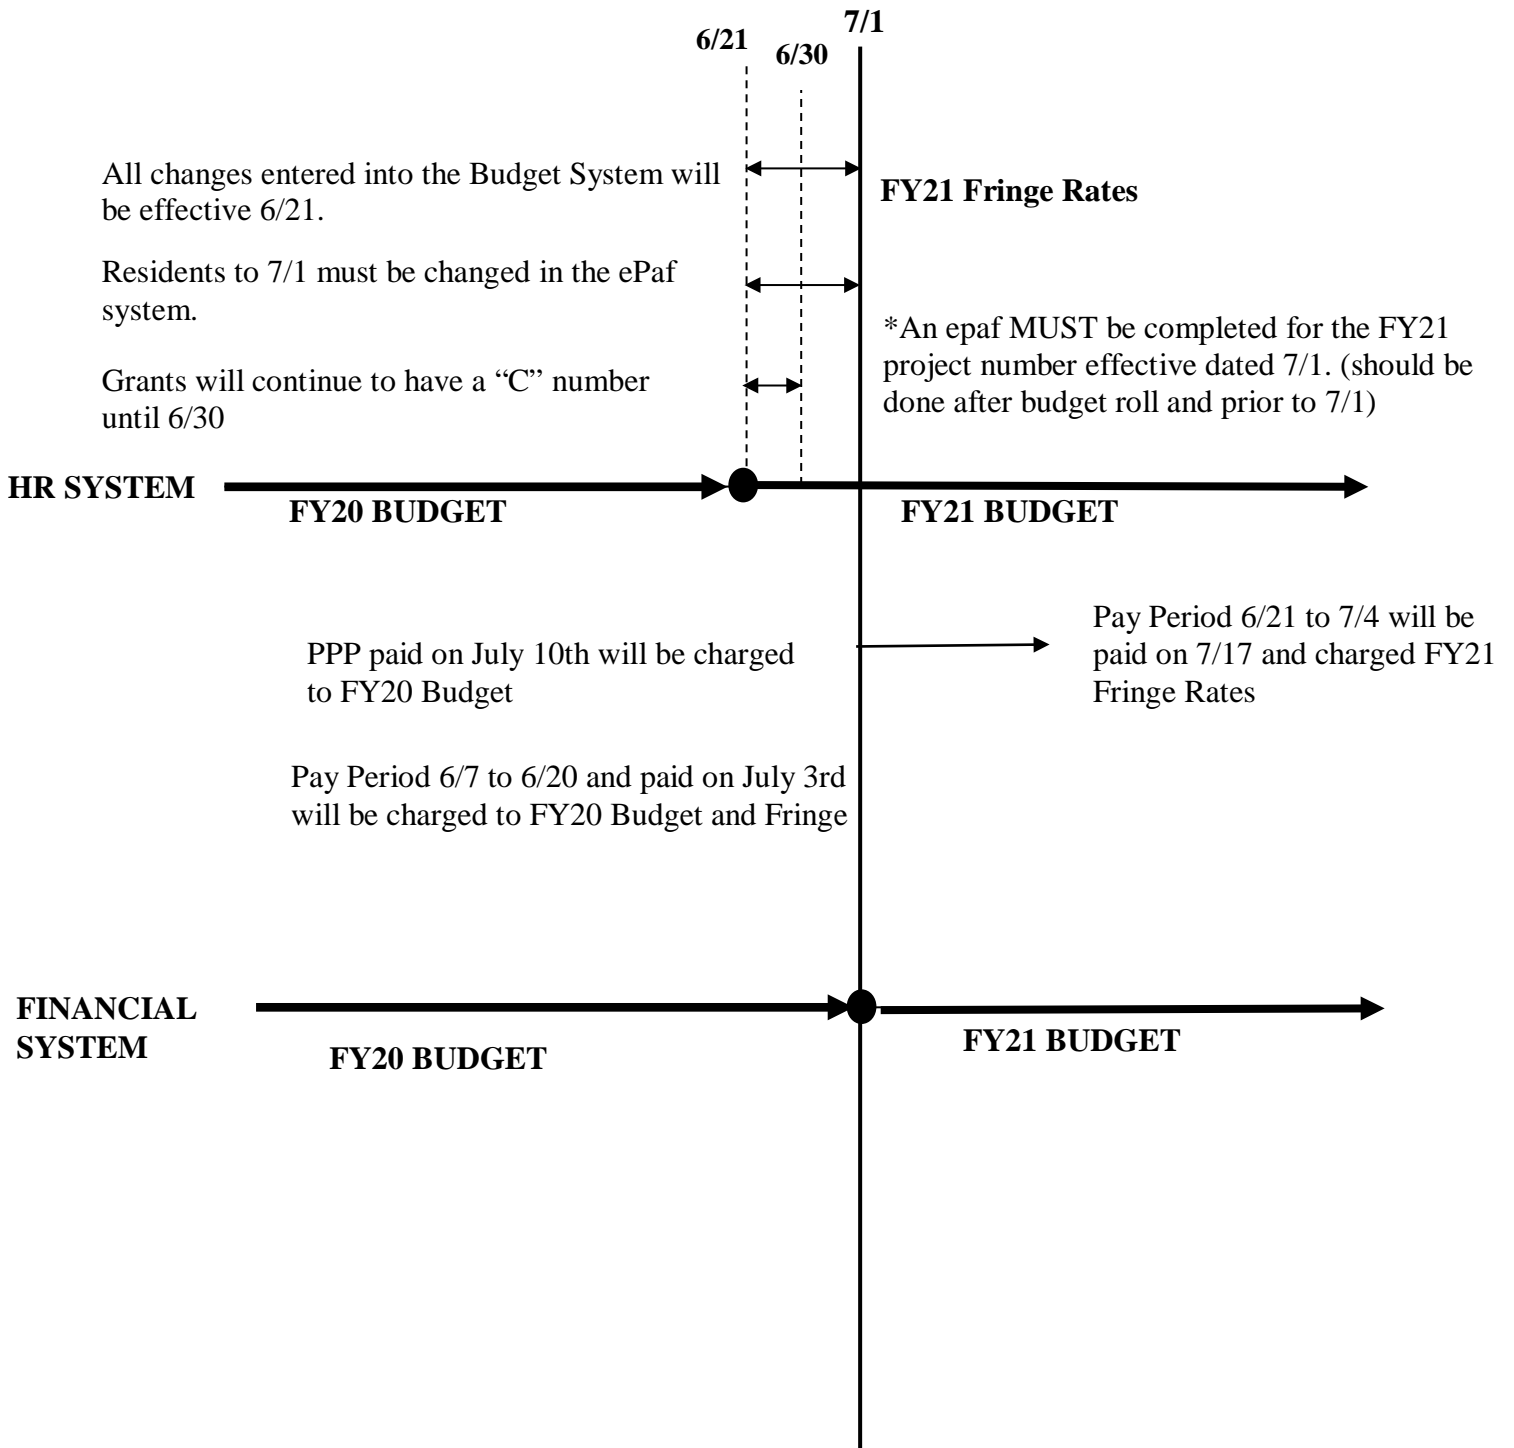 7/1
6/21
6/30
All changes entered into the Budget System will
be effective 6/21.
FY21 Fringe Rates
Residents to 7/1 must be changed in the ePaf
system.
*An epaf MUST be completed for the FY21
project number effective dated 7/1. (should be
done after budget roll and prior to 7/1)
Grants will continue to have a “C” number
until 6/30
HR SYSTEM
FY20 BUDGET
FY21 BUDGET
Pay Period 6/21 to 7/4 will be
paid on 7/17 and charged FY21
Fringe Rates
PPP paid on July 10th will be charged
to FY20 Budget
Pay Period 6/7 to 6/20 and paid on July 3rd
will be charged to FY20 Budget and Fringe
FINANCIAL
SYSTEM
FY20 BUDGET
FY21 BUDGET